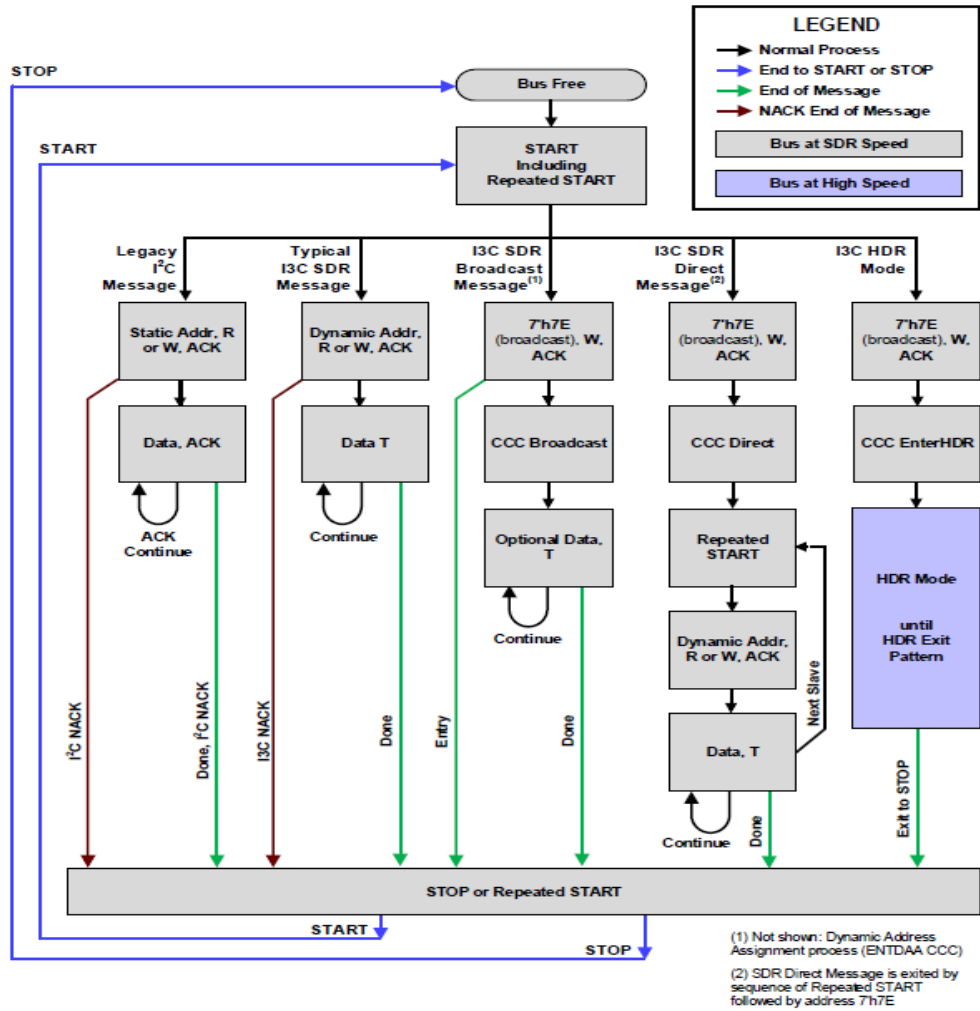 LEGEND
Normal Process
End to START or STOP
End of Message
NACK End of Message
Bus at SDR Speed
Bus at High Speed
STOP
Bus Free
START
START
Including
Repeated START
Legacy
I²C
Message
Typical
I3C SDR
Message
I3C SDR
Broadcast
Message(1)
I3C SDR
Direct
Message(2)
I3C HDR
Mode
Static Addr, R
or W, ACK
Dynamic Addr,
R or W, ACK
7'h7E
(broadcast), W,
ACK
7'h7E
(broadcast), W,
ACK
7'h7E
(broadcast), W,
ACK
Data, ACK
Data T
CCC Broadcast
CCC Direct
CCC EnterHDR
ACK
Continue
Continue
Optional Data,
T
Continue
Repeated
START
Dynamic Addr,
R or W, ACK
Data, T
Continue
Next Slave
HDR Mode
until
HDR Exit
Pattern
I²C NACK
Done, I²C NACK
I3C NACK
Done
Entry
Done
Done
Exit to STOP
STOP or Repeated START
START
STOP
(1) Not shown: Dynamic Address
Assignment process (ENTDAA CCC)
(2) SDR Direct Message is exited by
sequence of Repeated START
followed by address 7'h7E